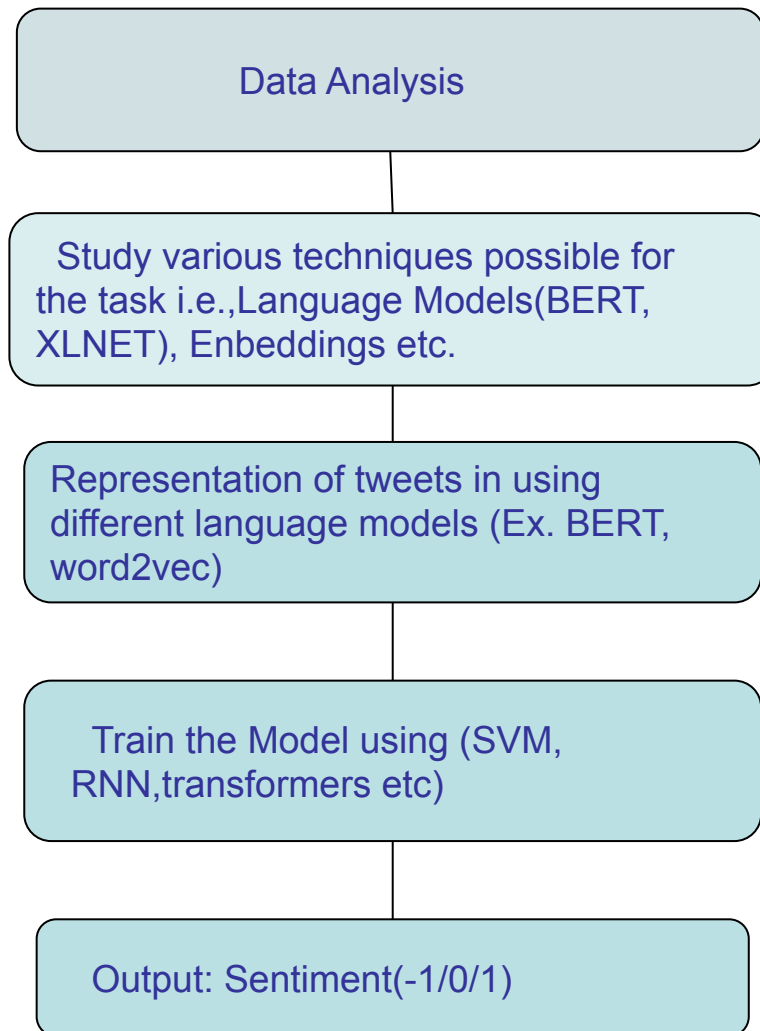 Data Analysis
Study various techniques possible for
the task i.e.,Language Models(BERT,
XLNET), Enbeddings etc.
Representation of tweets in using
different language models (Ex. BERT,
word2vec)
Train the Model using (SVM,
RNN,transformers etc)
Output: Sentiment(-1/0/1)